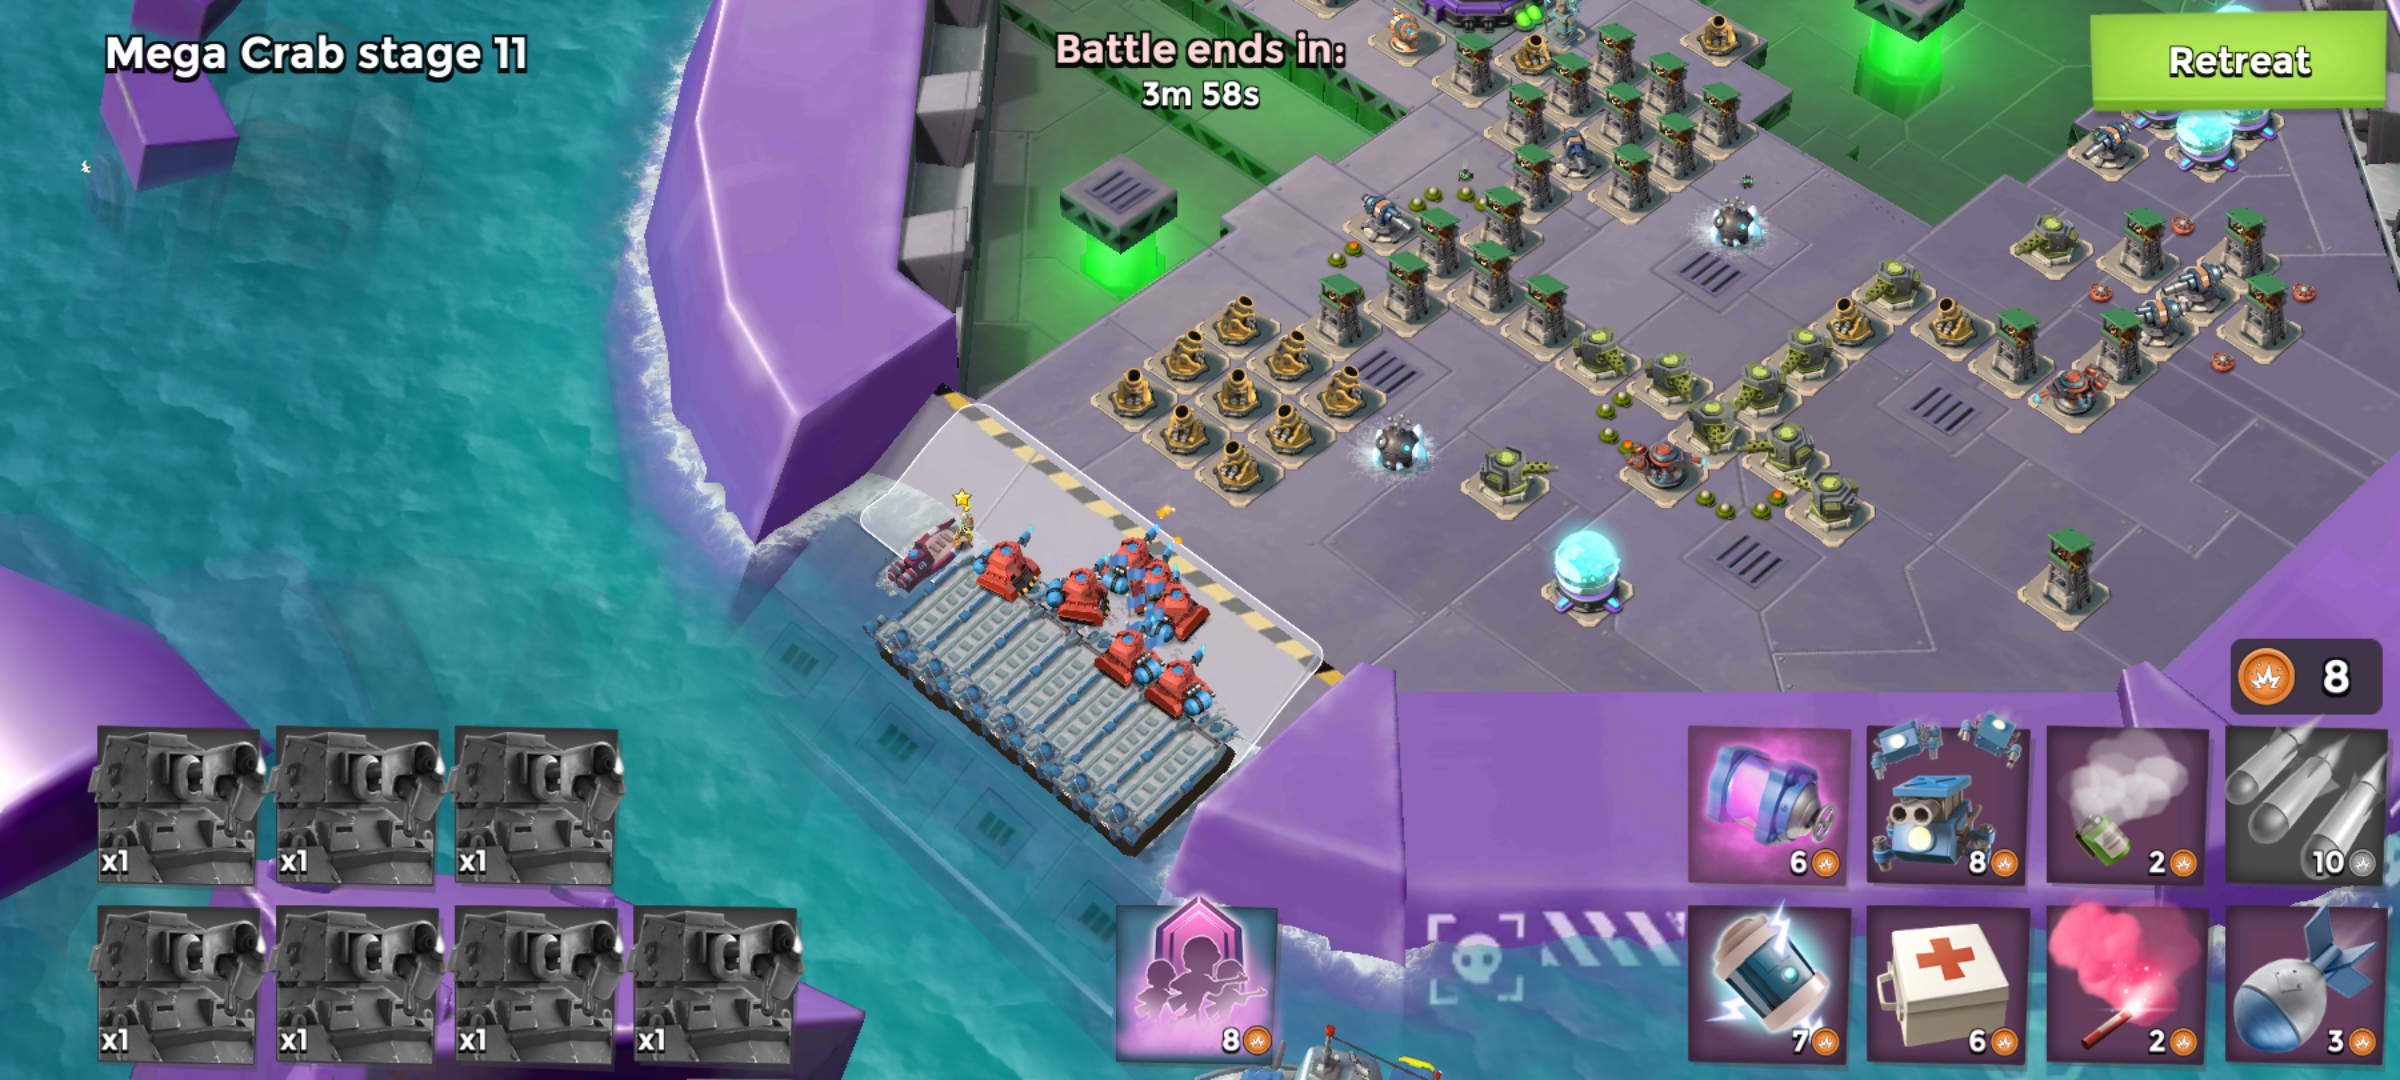 Mega Crab stage 11
Battle ends in:
3m 58s
Retreat
8
x1
x1
x1
6
8
2
10
x1
x1
x1
x1
8
7
6
2
3